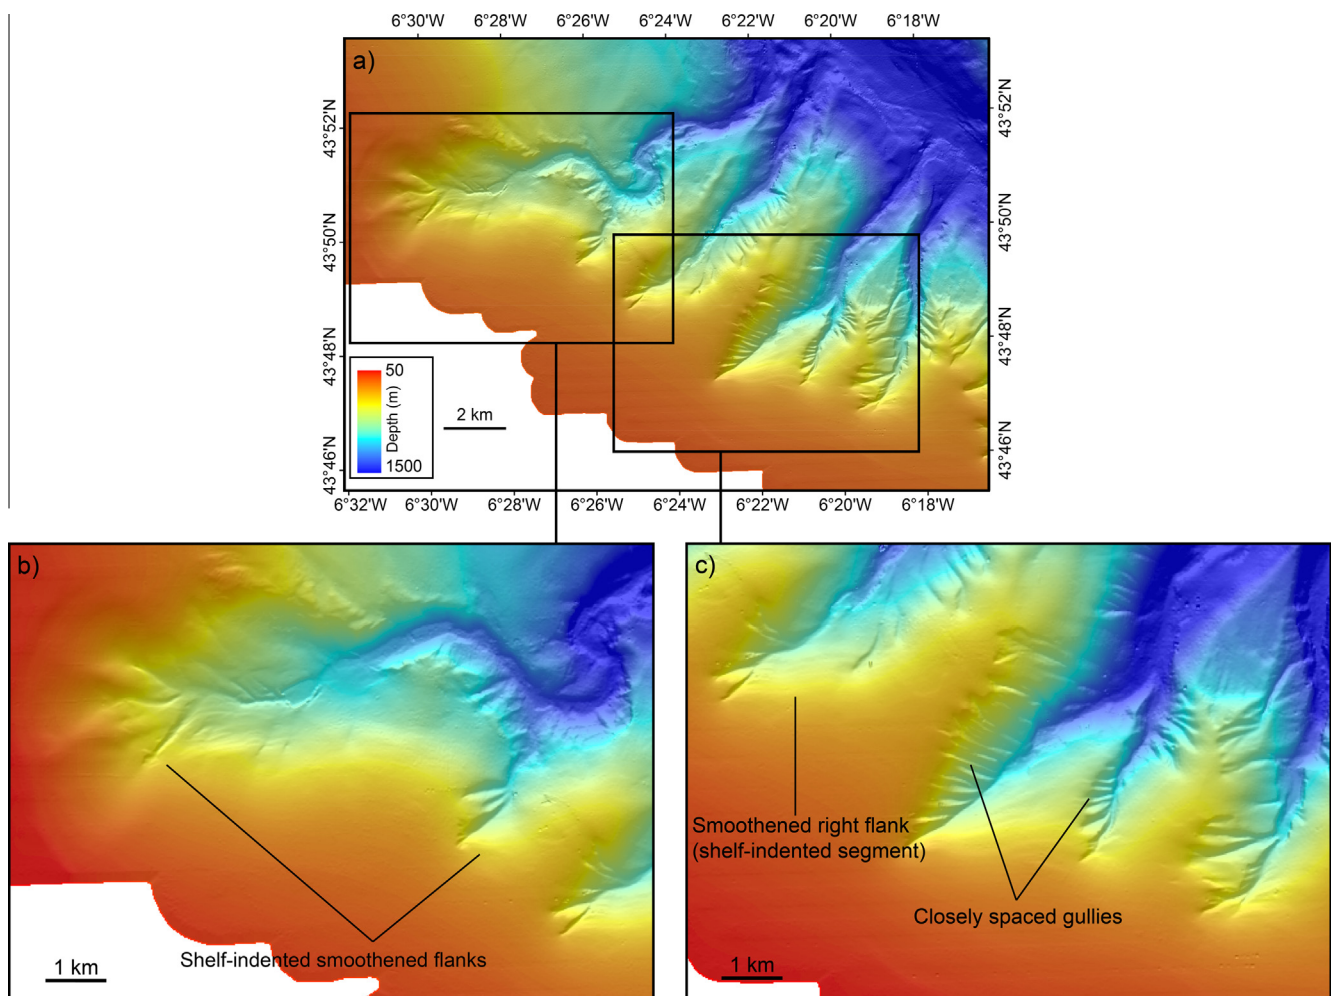 6°30'W 6°28'W 6°26'W 6°24'W 6°22'W 6°20'W 6°18'W
a)
43°52'N
43°50'N
43°48'N
43°46'N
43°52'N
43°50'N
43°48'N
43°46'N
50
Depth (m)
1500
2 km
6°32'W 6°30'W 6°28'W 6°26'W 6°24'W 6°22'W 6°20'W 6°18'W
b)
Shelf-indented smoothened flanks
1 km
c)
Smoothened right flank
(shelf-indented segment)
Closely spaced gullies
1 km